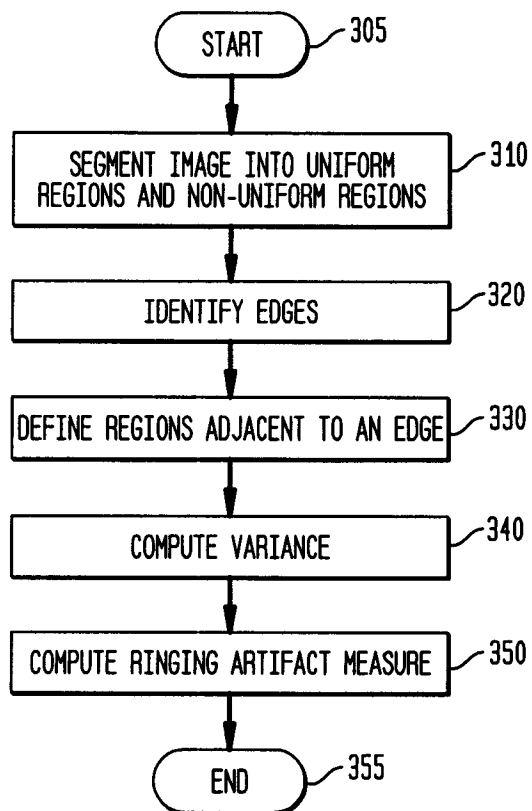 START
305
SEGMENT IMAGE INTO UNIFORM
REGIONS AND NON-UNIFORM REGIONS
310
IDENTIFY EDGES
320
DEFINE REGIONS ADJACENT TO AN EDGE
330
COMPUTE VARIANCE
340
COMPUTE RINGING ARTIFACT MEASURE
350
END
355